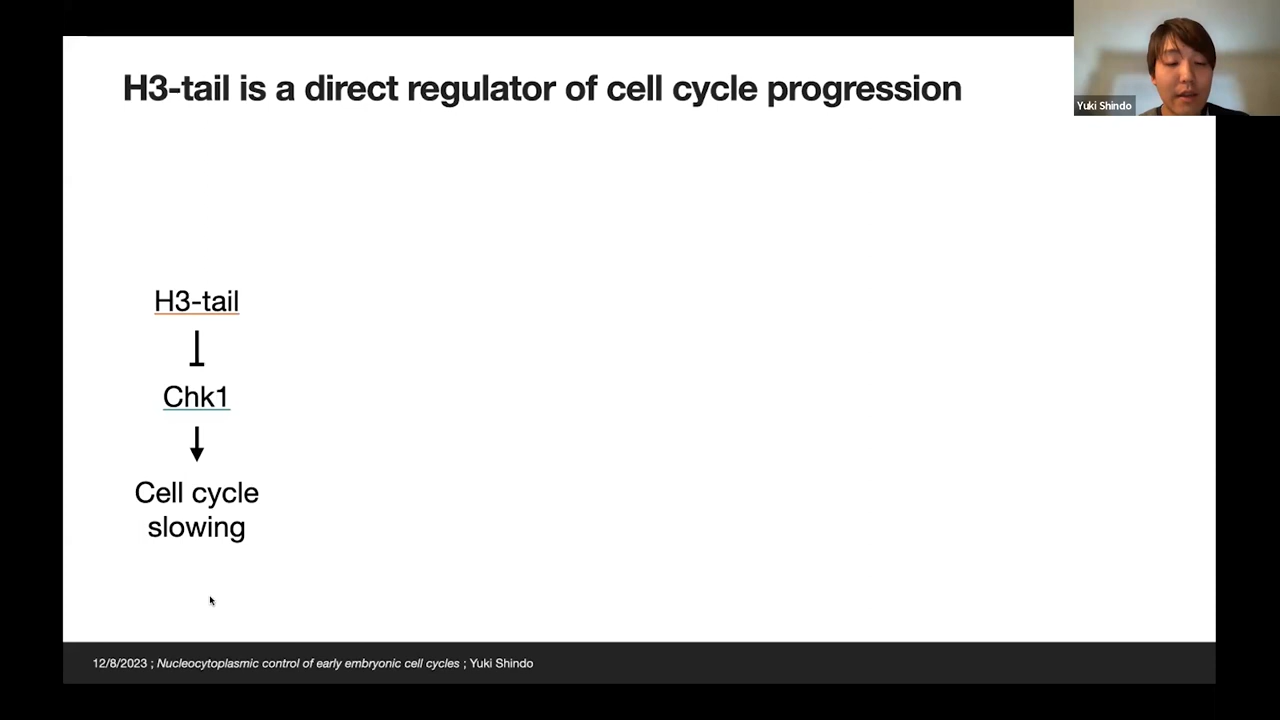 H3-tail is a direct regulator of cell cycle progression
Yuki Shindo
H3-tail
Chk1
Cell cycle
slowing
12/8/2023 ; Nucleocytoplasmic control of early embryonic cell cycles ; Yuki Shindo